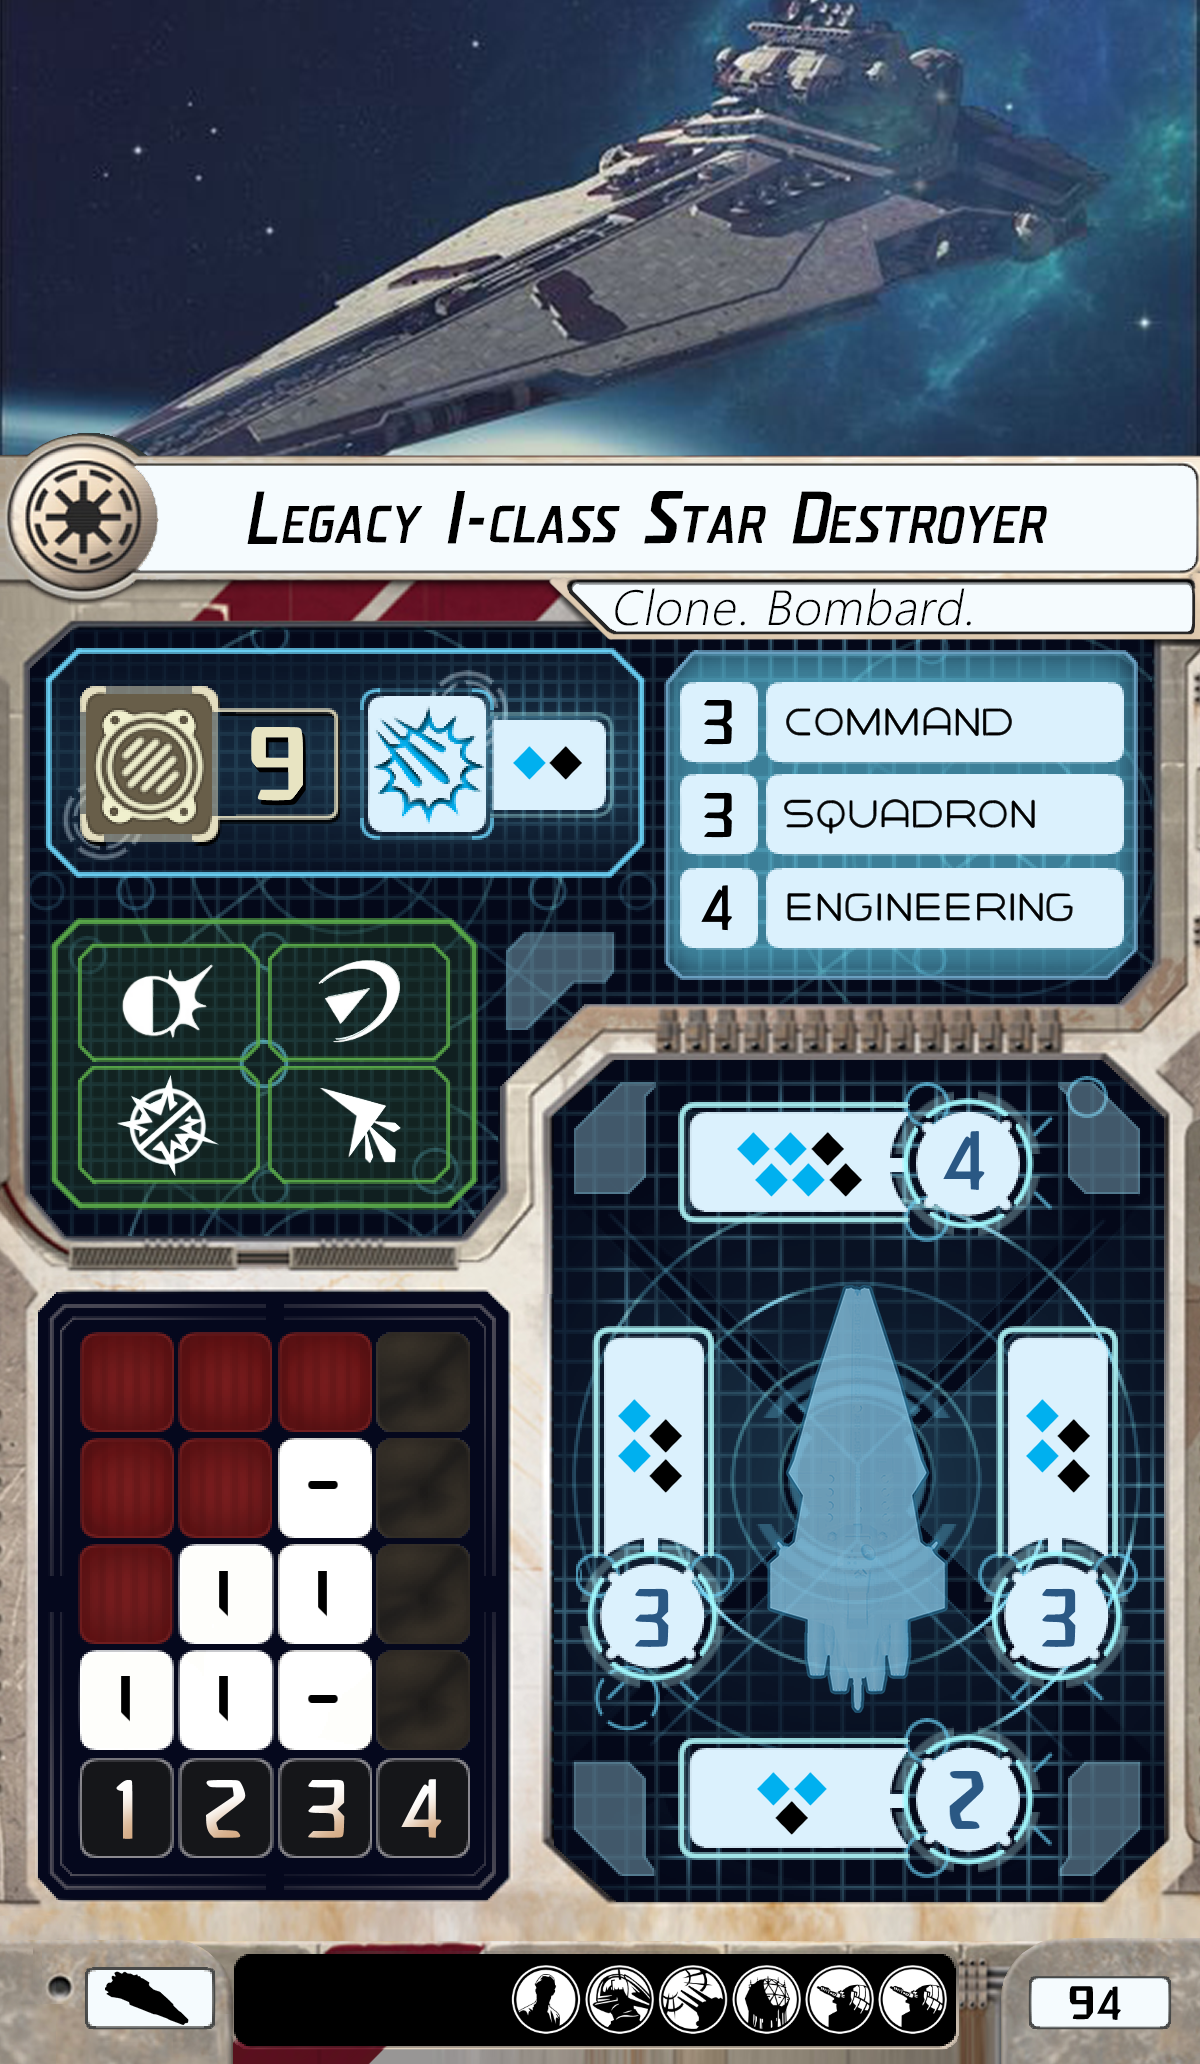 LEGACY I-CLASS STAR DESTROYER
Clone. Bombard.
9
3 COMMAND
3 SQUADRON
4 ENGINEERING
4
-
I I
3 3
I I -
1 2 3 4
2
94